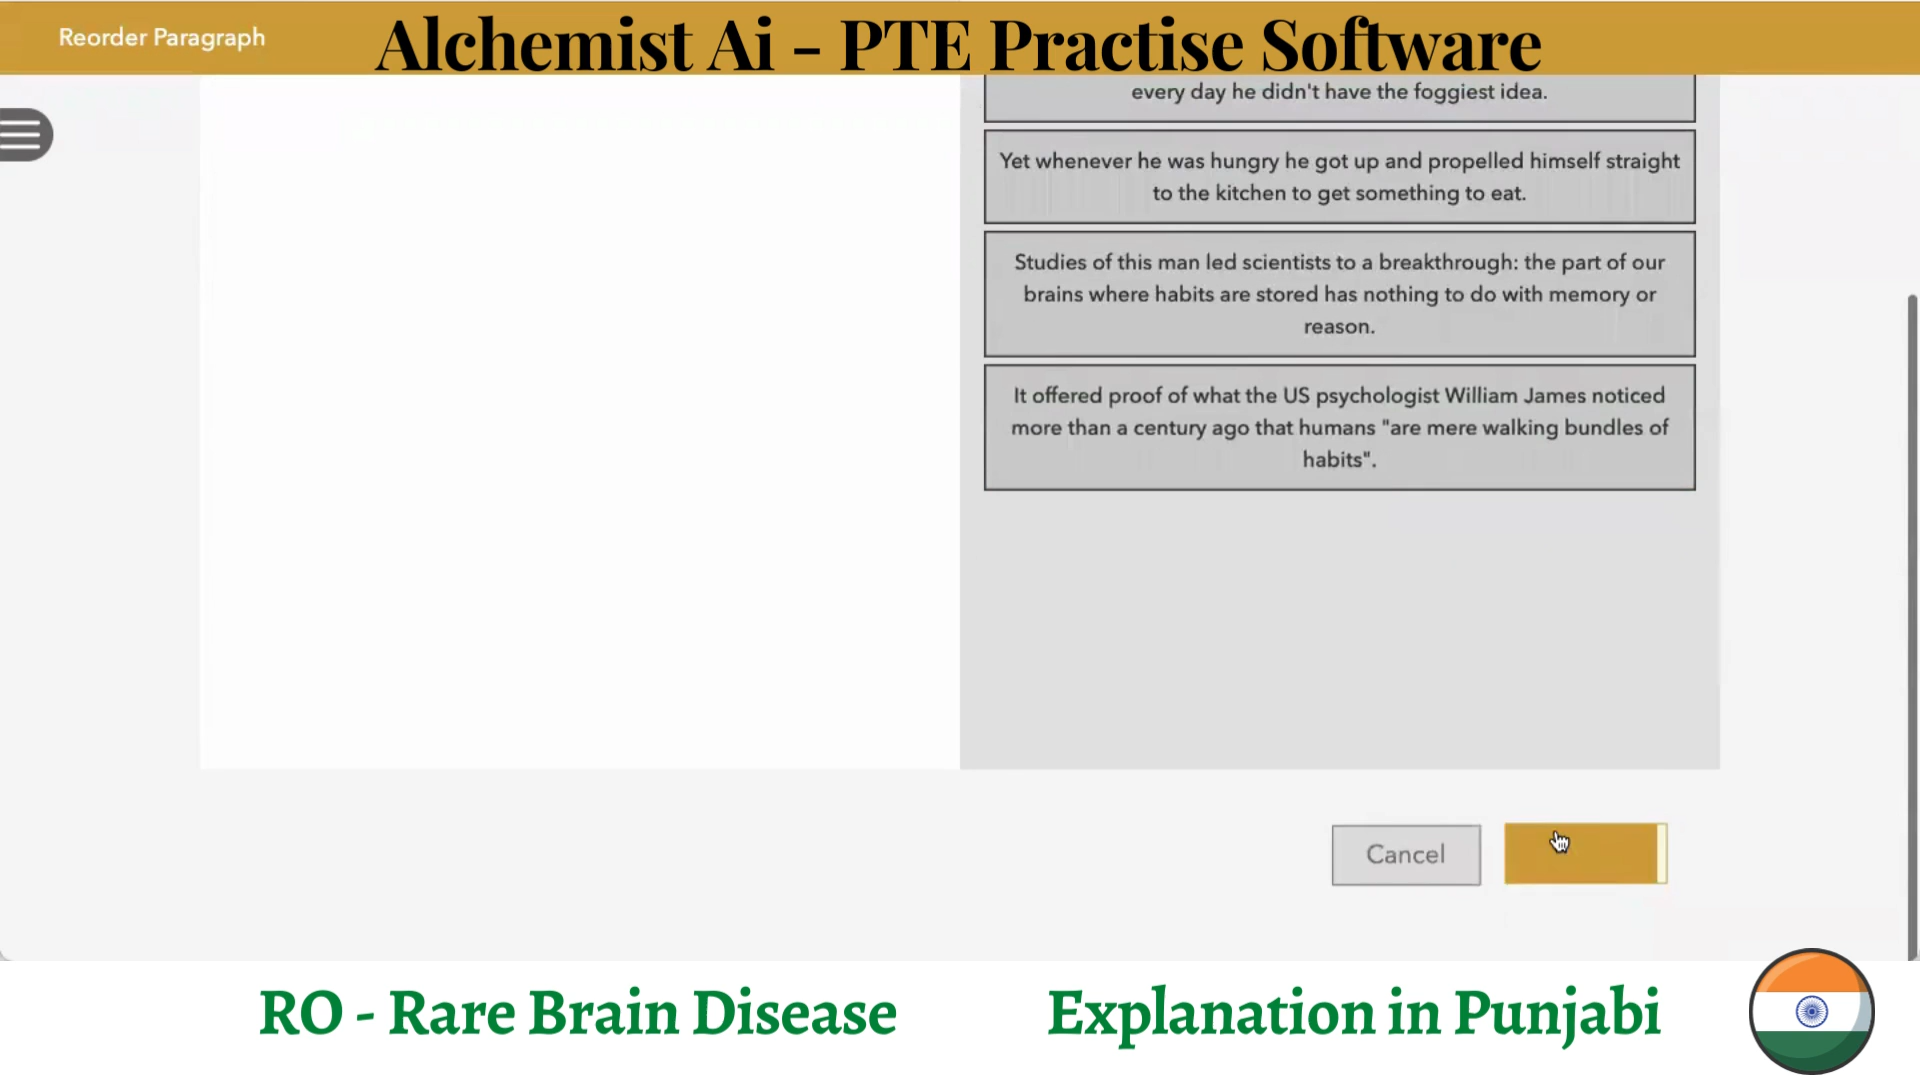 Reorder Paragraph
Alchemist Ai - PTE Practise Software
every day he didn't have the foggiest idea.
Yet whenever he was hungry he got up and propelled himself straight
to the kitchen to get something to eat.
Studies of this man led scientists to a breakthrough: the part of our
brains where habits are stored has nothing to do with memory or
reason.
It offered proof of what the US psychologist William James noticed
more than a century ago that humans "are mere walking bundles of
habits".
Cancel
RO - Rare Brain Disease
Explanation in Punjabi